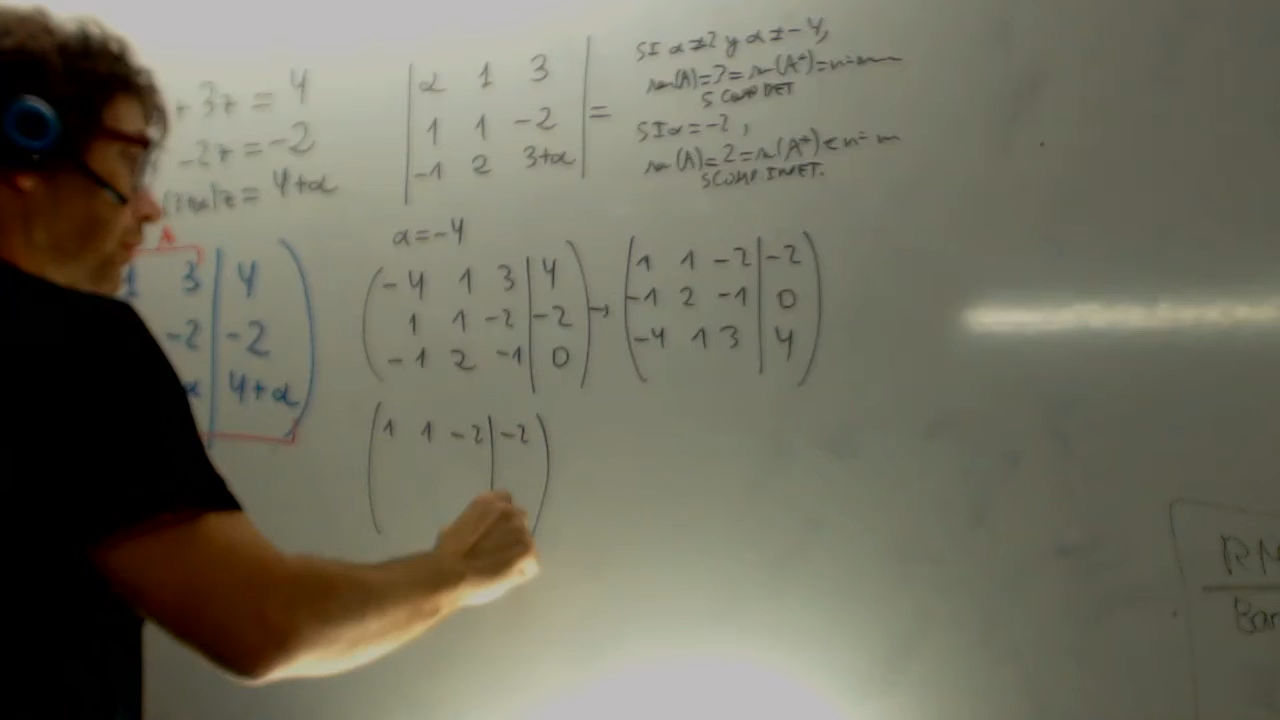 + 3z = 4
-2z = -2
z = 4+α
| α 1 3 |
| 1 1 -2 | =
| -1 2 3+α |
SI α ≠ 2 y α ≠ -4,
(A) = 3 = (A*) = n =
S COMP DET
SI α = -2,
(A) = 2 = (A*) < n = m
S COMP INDET.
A
1 3 | 4
-2 | -2
α | 4+α
α = -4
( -4 1 3 | 4 )
( 1 1 -2 | -2 ) →
( -1 2 -1 | 0 )
( 1 1 -2 | -2 )
( -1 2 -1 | 0 )
( -4 1 3 | 4 )
( 1 1 -2 | -2 )